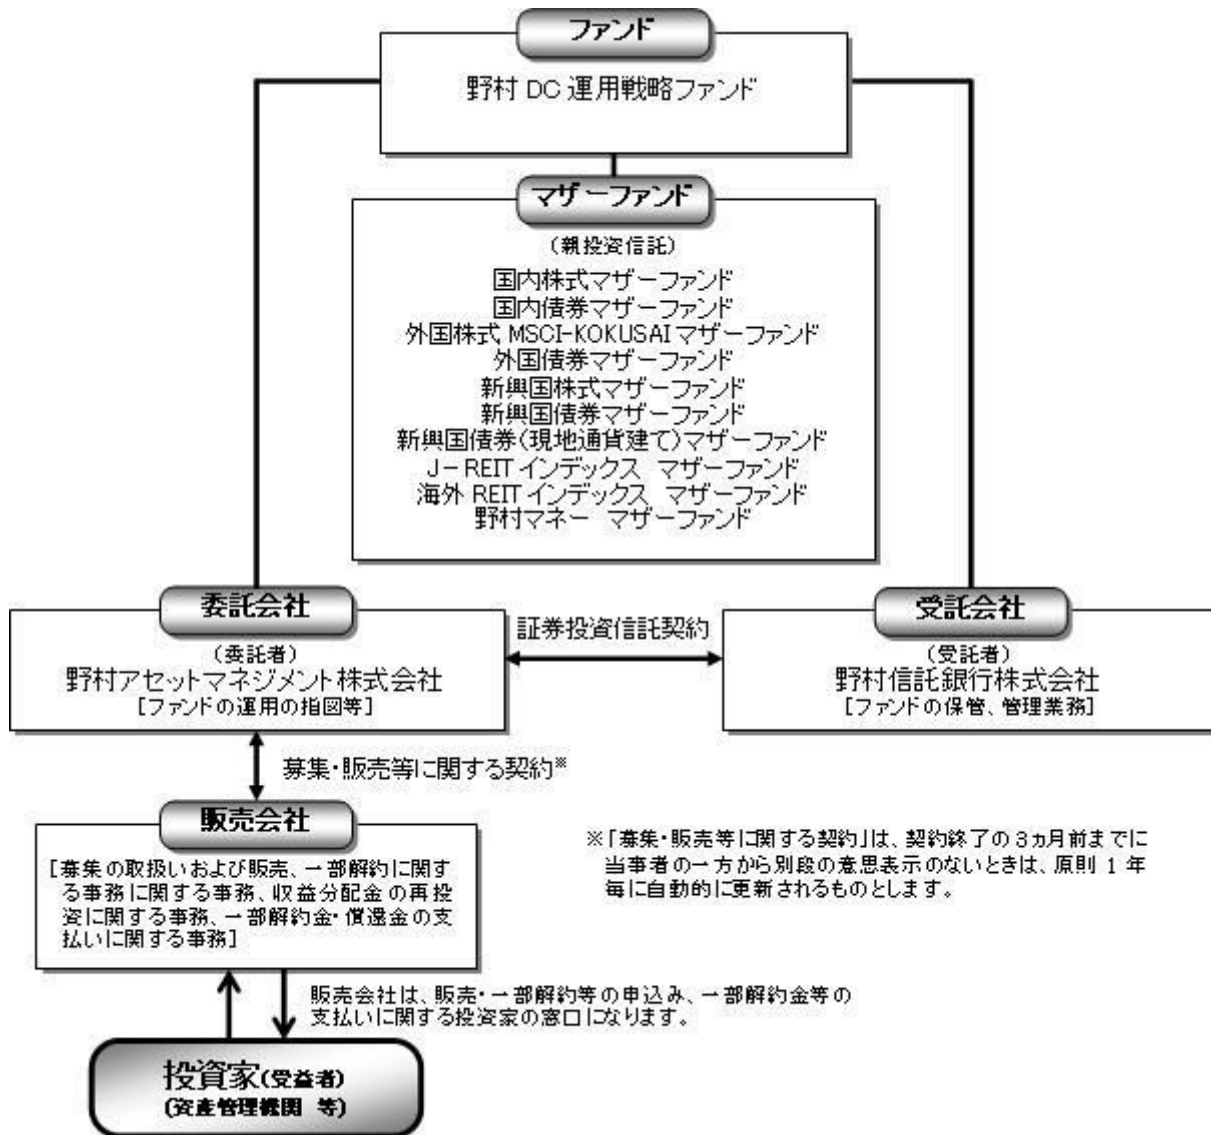 ファンド
野村 DC 運用戦略ファンド
マザーファンド
(親投資信託)
国内株式マザーファンド
国内債券マザーファンド
外国株式 MSCI-KOKUSAI マザーファンド
外国債券マザーファンド
新興国株式マザーファンド
新興国債券マザーファンド
新興国債券(現地通貨建て)マザーファンド
J-REIT インデックス マザーファンド
海外 REIT インデックス マザーファンド
野村マネー マザーファンド
委託会社
(委託者)
野村アセットマネジメント株式会社
[ファンドの運用の指図等]
証券投資信託契約
受託会社
(受託者)
野村信託銀行株式会社
[ファンドの保管、管理業務]
募集・販売等に関する契約※
販売会社
[募集の取扱いおよび販売、一部解約に関す
る事務に関する事務、収益分配金の再投
資に関する事務、一部解約金・償還金の支
払いに関する事務]
※「募集・販売等に関する契約」は、契約終了の3ヵ月前までに
当事者の一方から別段の意思表示のないときは、原則 1 年
毎に自動的に更新されるものとします。
販売会社は、販売・一部解約等の申込み、一部解約金等の
支払いに関する投資家の窓口になります。
投資家(受益者)
(資産管理機関 等)